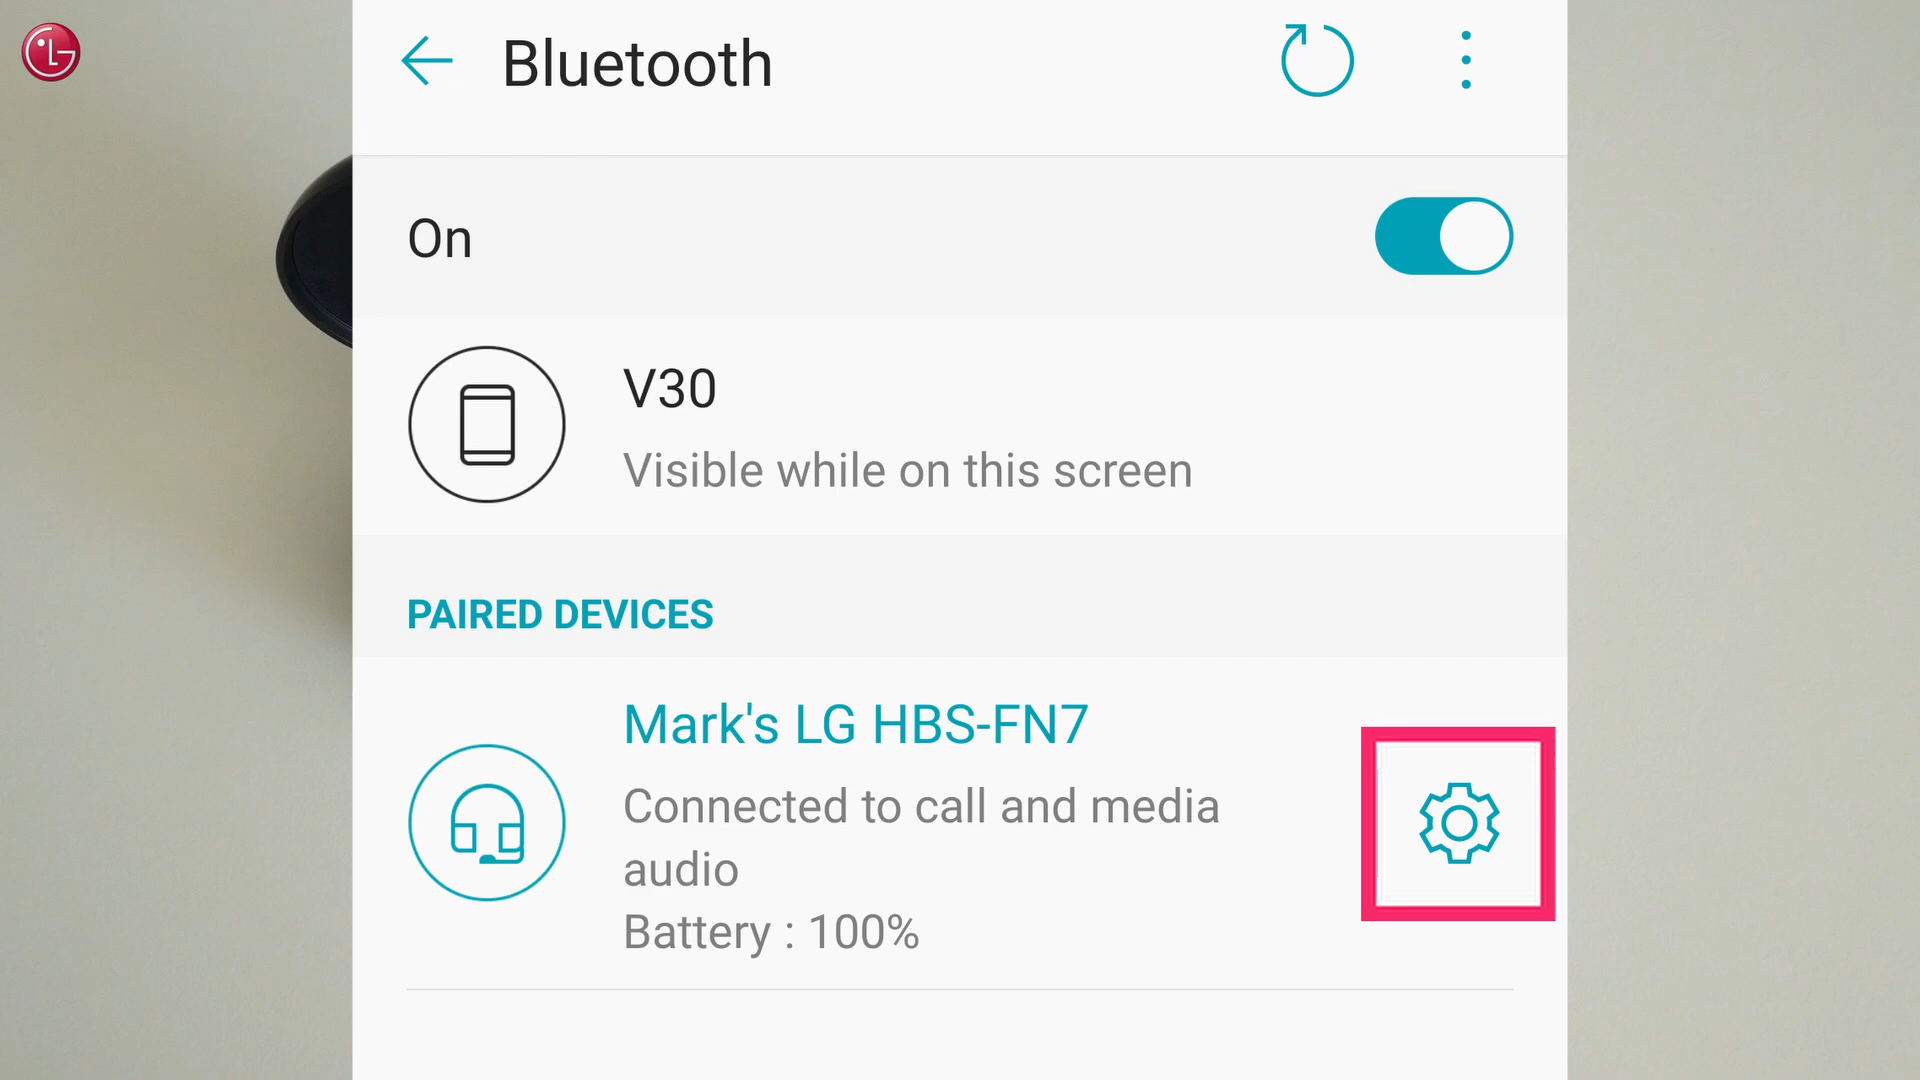 LG
Bluetooth
On
V30
Visible while on this screen
PAIRED DEVICES
Mark's LG HBS-FN7
Connected to call and media
audio
Battery : 100%